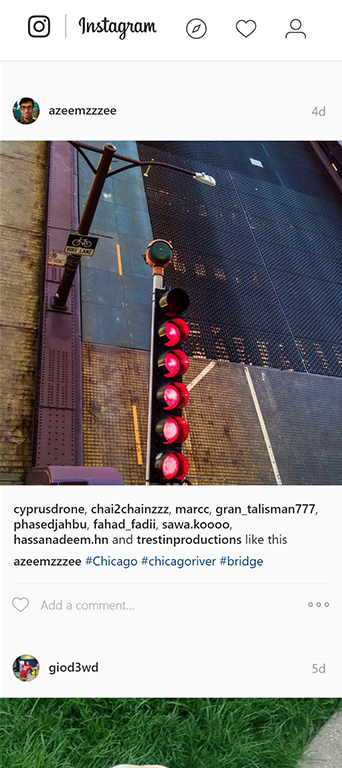 Instagram
azeemzzzee 4d
BIKE LANE
cyprusdrone, chai2chainzzz, marcc, gran_talisman777,
phasedjahbu, fahad_fadii, sawa.koooo,
hassanadeem.hn and trestinproductions like this
azeemzzzee #Chicago #chicagoriver #bridge
Add a comment...
giod3wd 5d